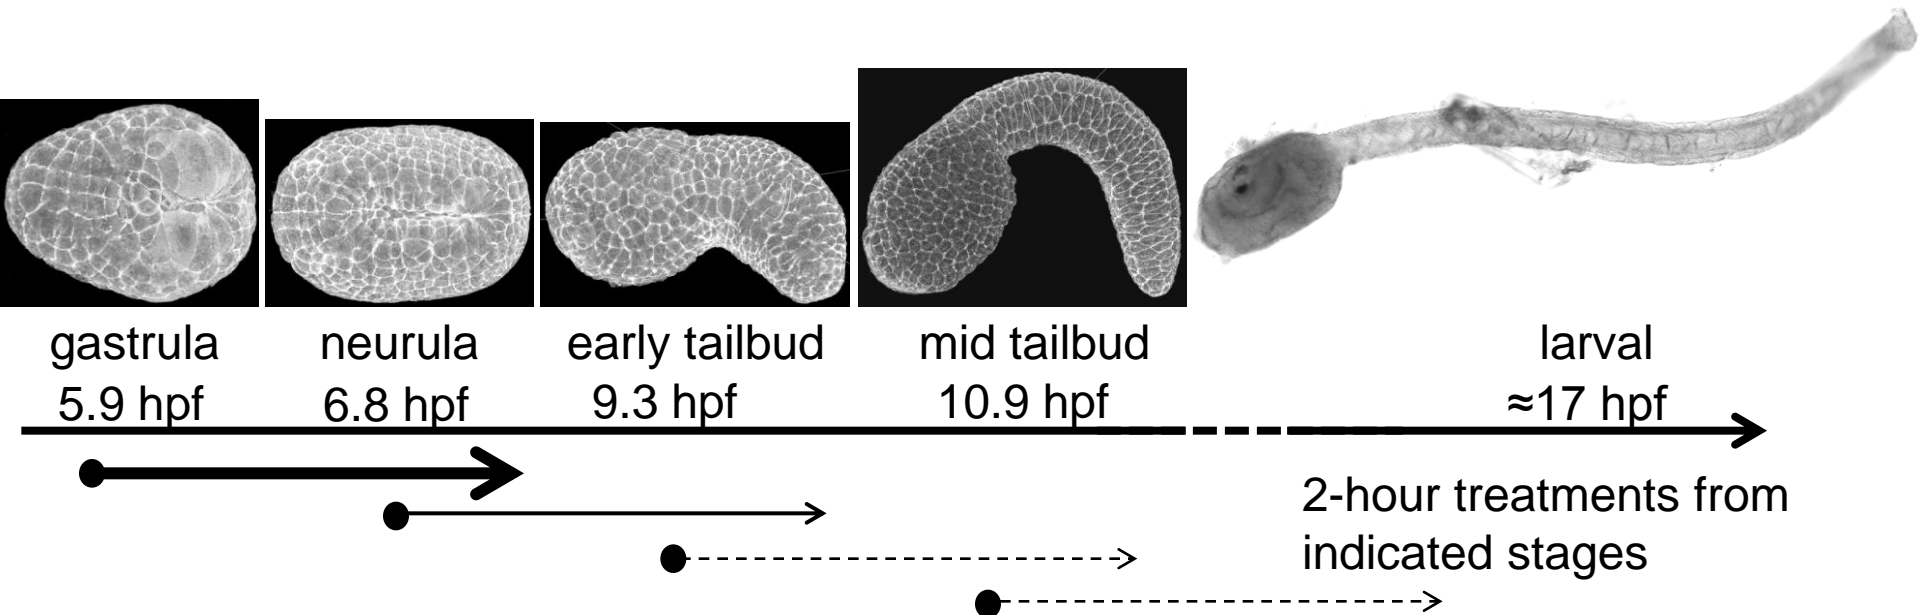 gastrula
5.9 hpf
neurula
6.8 hpf
early tailbud
9.3 hpf
mid tailbud
10.9 hpf
larval
≈17 hpf
2-hour treatments from
indicated stages